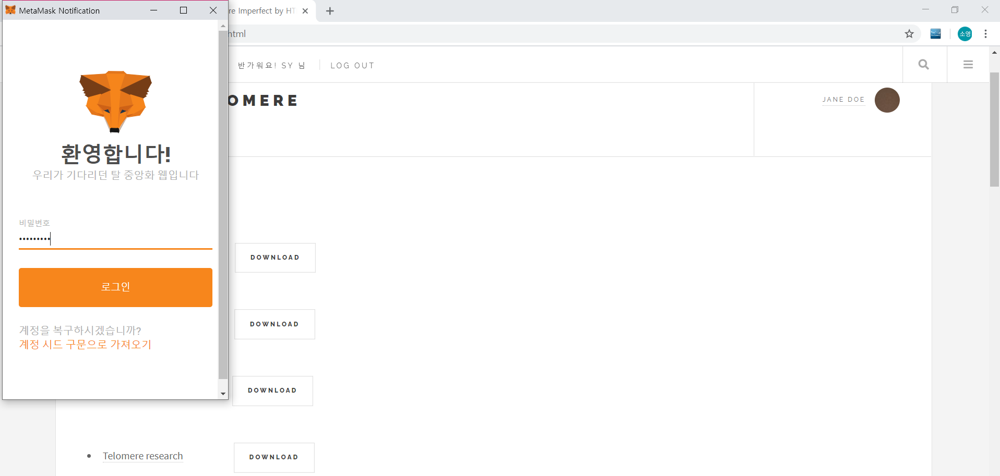 MetaMask Notification
re Imperfect by HT
html
소영
반가워요! SY 님
LOG OUT
OMERE
JANE DOE
환영합니다!
우리가 기다리던 탈 중앙화 웹입니다
비밀번호
•••••••••
로그인
계정을 복구하시겠습니까?
계정 시드 구문으로 가져오기
DOWNLOAD
DOWNLOAD
DOWNLOAD
Telomere research
DOWNLOAD